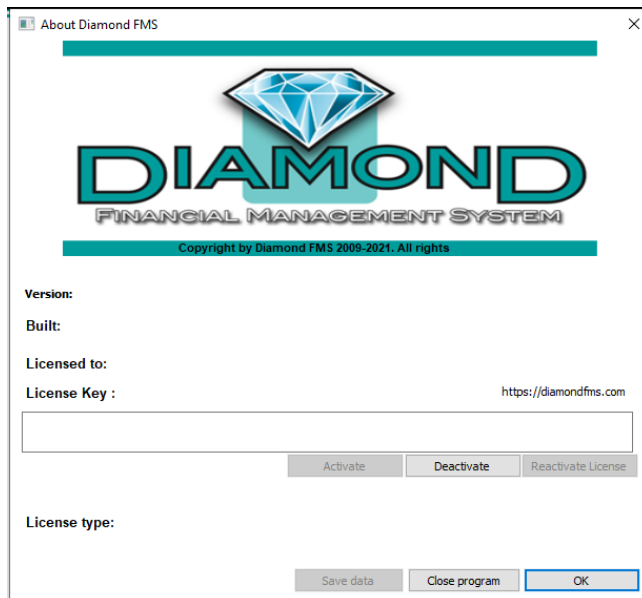 About Diamond FMS
DIAMOND
FINANCIAL MANAGEMENT SYSTEM
Copyright by Diamond FMS 2009-2021. All rights
Version:
Built:
Licensed to:
License Key :
https://diamondfms.com
Activate
Deactivate
Reactivate License
License type:
Save data
Close program
OK